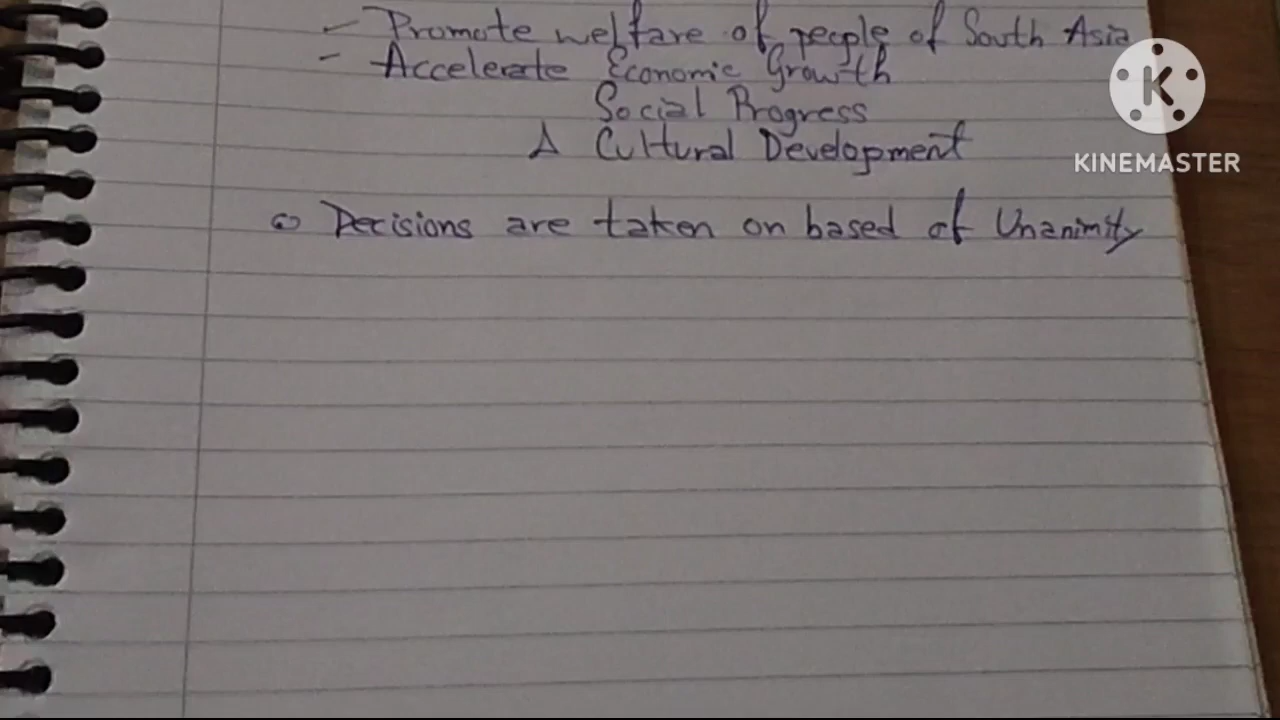 - Promote welfare of people of South Asia
- Accelerate Economic Growth
Social Progress
& Cultural Development
K
KINEMASTER
o Decisions are taken on based of Unanimity